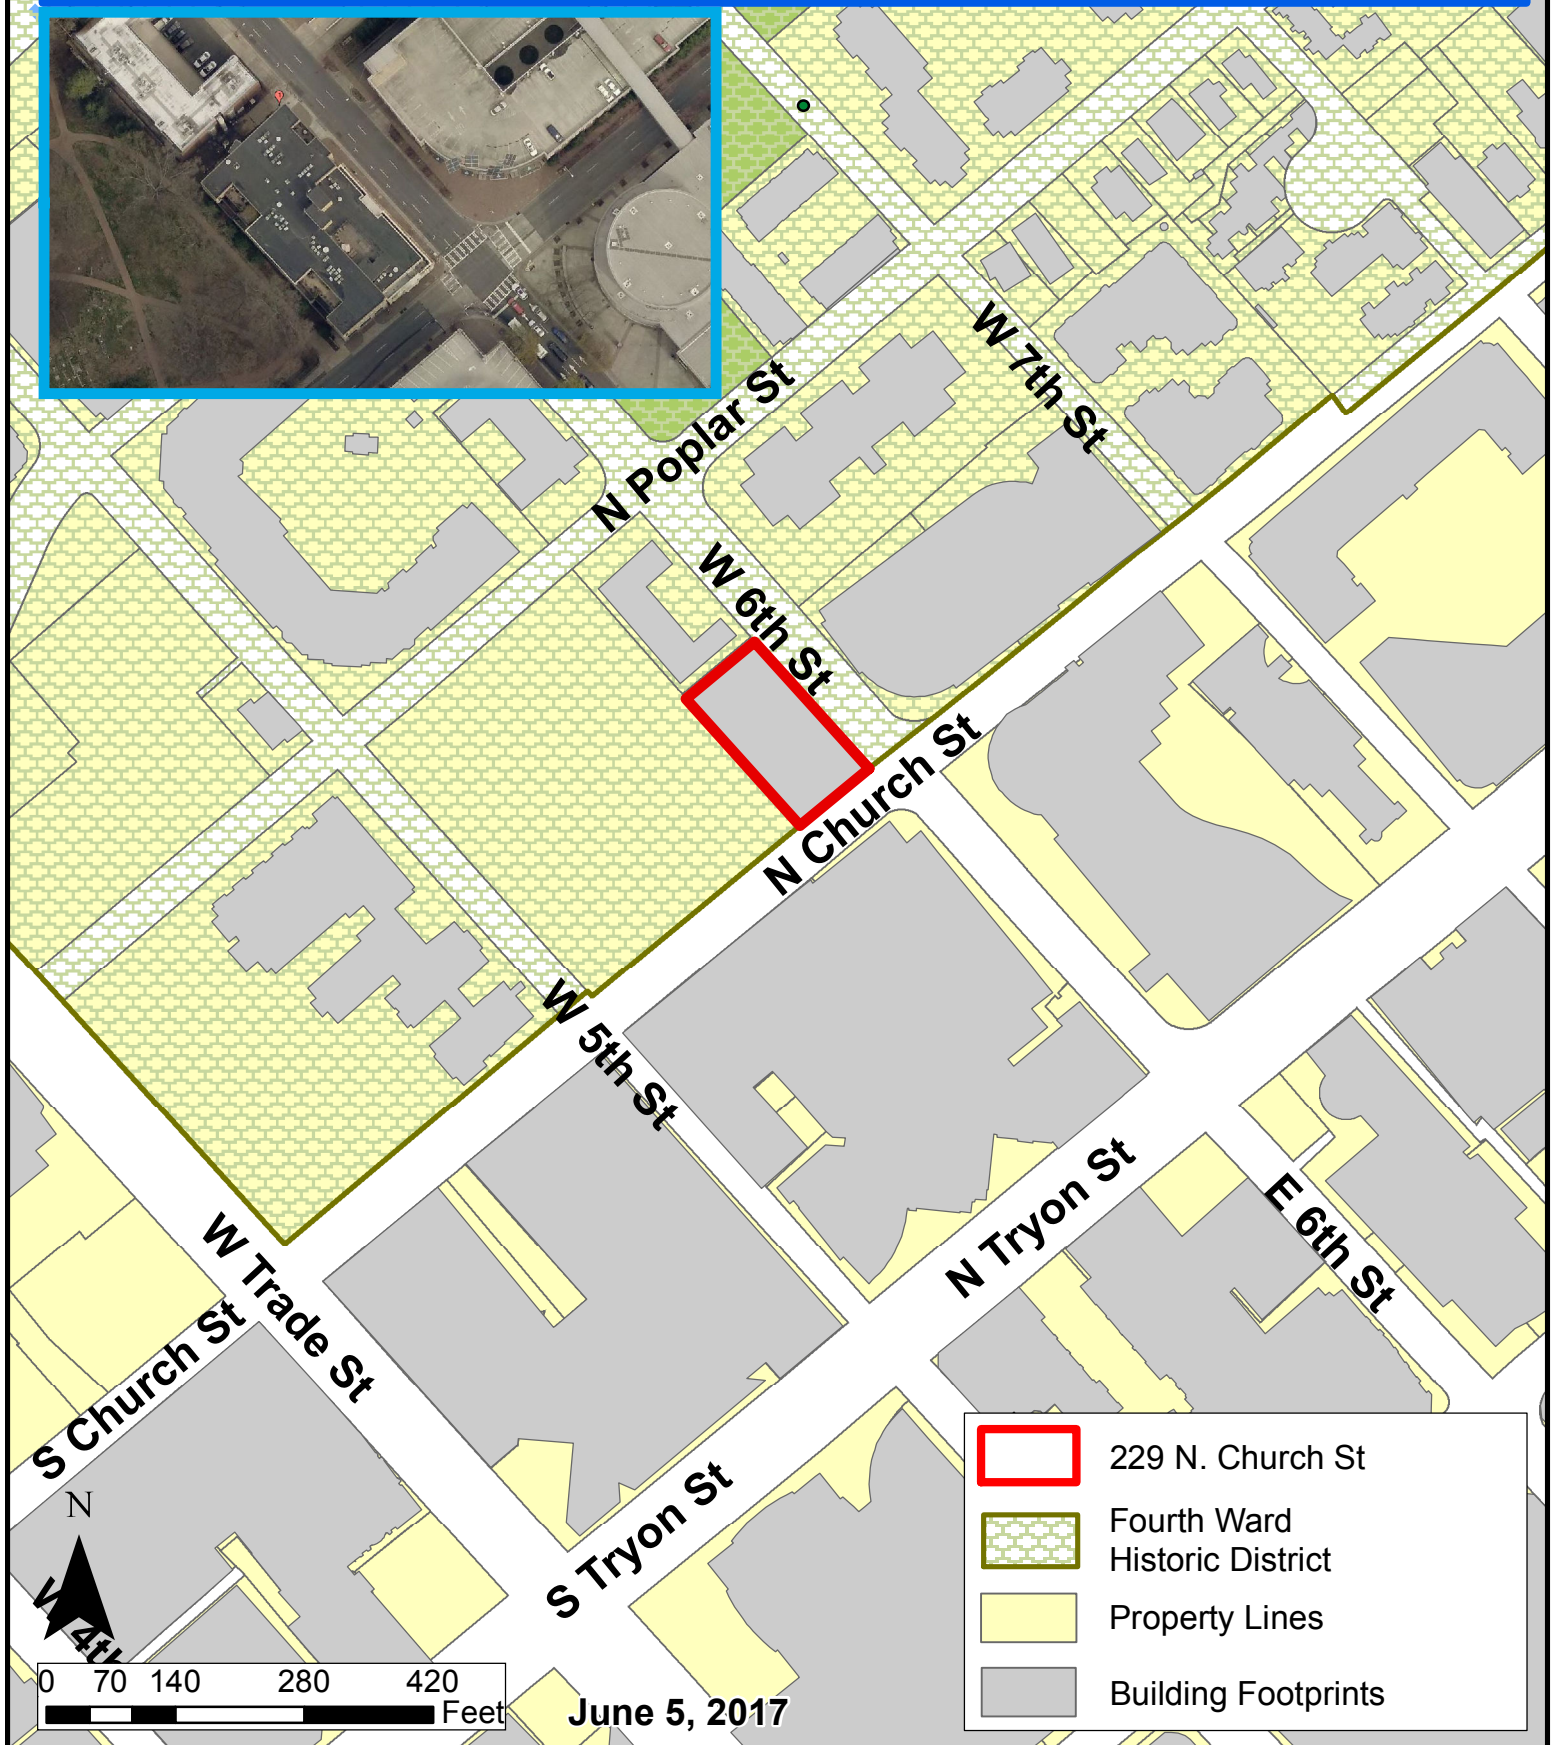 N Poplar St
W 7th St
W 6th St
N Church St
W 5th St
N Tryon St
E 6th St
W Trade St
S Church St
S Tryon St
N
W 4th
0 70 140 280 420
Feet
June 5, 2017
229 N. Church St
Fourth Ward
Historic District
Property Lines
Building Footprints